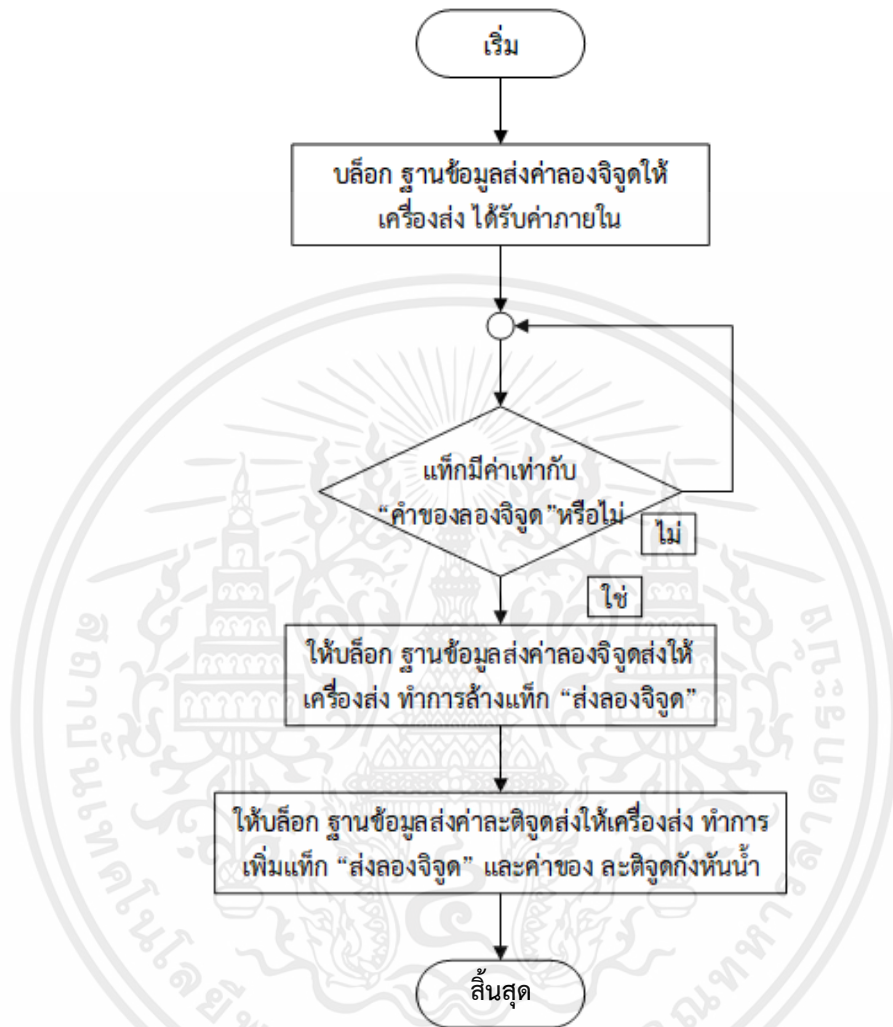 เริ่ม
บล็อก ฐานข้อมูลส่งค่าลองจิจูดให้
เครื่องส่ง ได้รับค่าภายใน
แท็กมีค่าเท่ากับ
“คำของลองจิจูด”หรือไม่
ไม่
ใช่
ให้บล็อก ฐานข้อมูลส่งค่าลองจิจูดส่งให้
เครื่องส่ง ทำการล้างแท็ก “ส่งลองจิจูด”
ให้บล็อก ฐานข้อมูลส่งค่าละติจูดส่งให้เครื่องส่ง ทำการ
เพิ่มแท็ก “ส่งลองจิจูด” และค่าของ ละติจูดกังหันน้ำ
สิ้นสุด